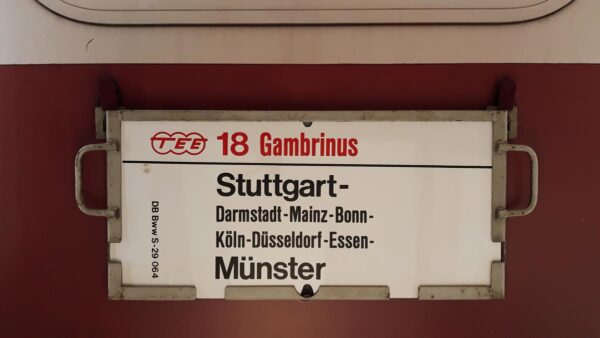 TEE 18 Gambrinus
Stuttgart-
Darmstadt-Mainz-Bonn-
Köln-Düsseldorf-Essen-
Münster
DB Bww S-29 064